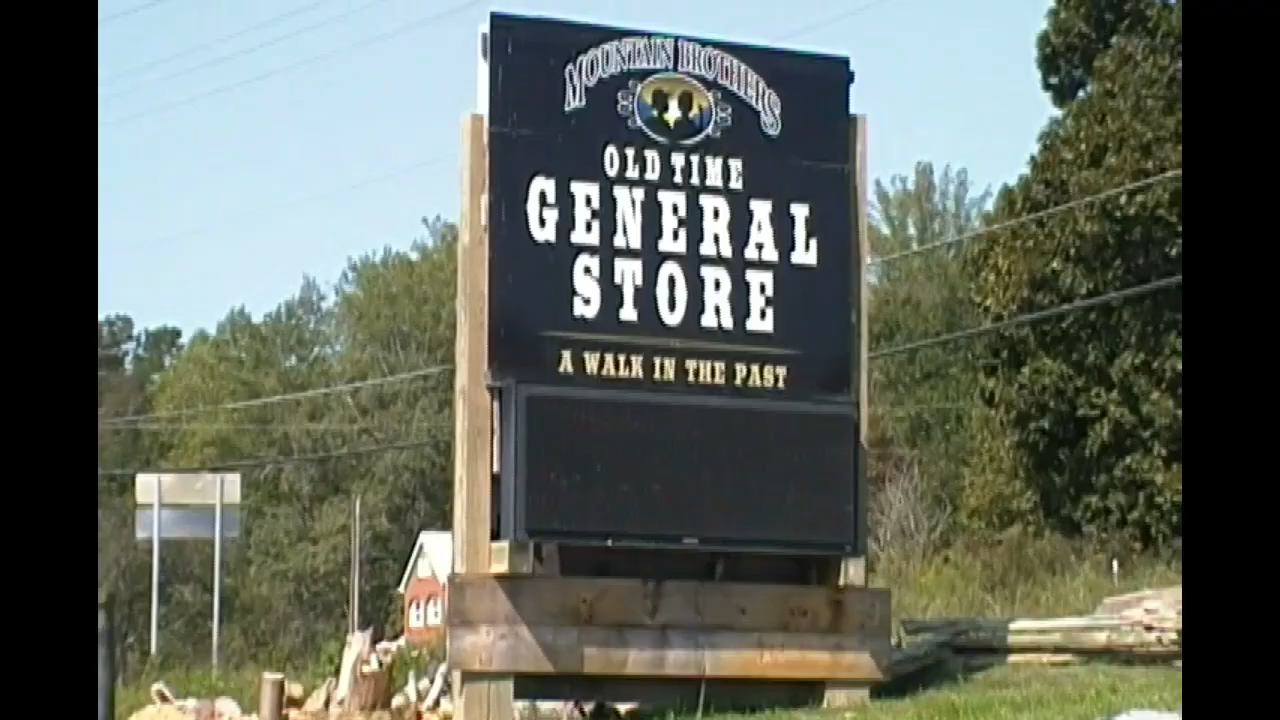 MOUNTAIN BROTHERS
OLD TIME
GENERAL
STORE
A WALK IN THE PAST